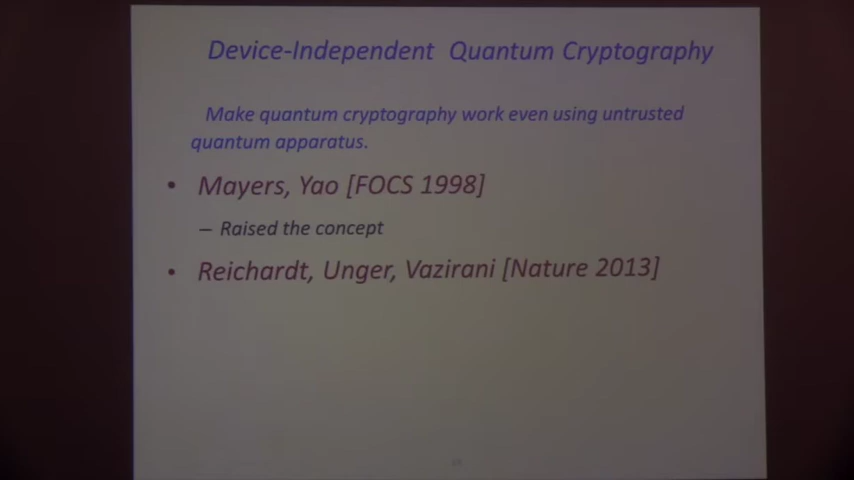 Device-Independent Quantum Cryptography
Make quantum cryptography work even using untrusted
quantum apparatus.
• Mayers, Yao [FOCS 1998]
– Raised the concept
• Reichardt, Unger, Vazirani [Nature 2013]